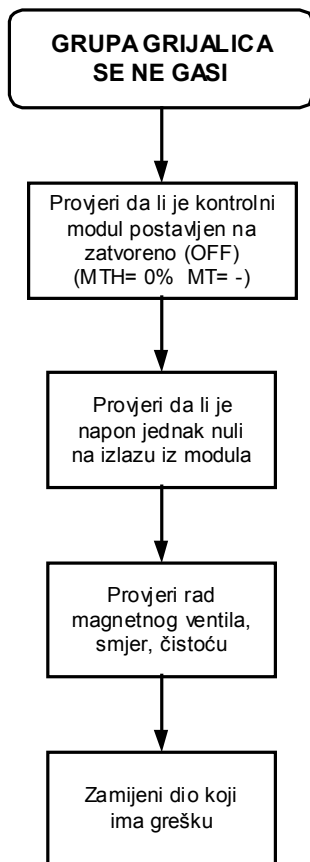 GRUPA GRIJALICA
SE NE GASI
Provjeri da li je kontrolni
modul postavljen na
zatvoreno (OFF)
(MTH= 0% MT= -)
Provjeri da li je
napon jednak nuli
na izlazu iz modula
Provjeri rad
magnetnog ventila,
smjer, čistoću
Zamijeni dio koji
ima grešku